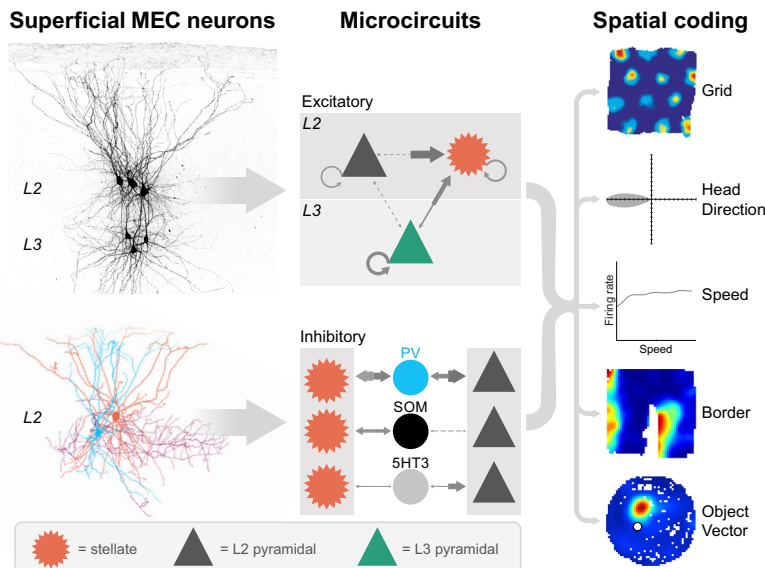 Superficial MEC neurons
Microcircuits
Spatial coding
L2
L3
L2
Excitatory
L2
L3
Inhibitory
PV
SOM
5HT3
Grid
Head
Direction
Firing rate
Speed
Speed
Border
Object
Vector
= stellate
= L2 pyramidal
= L3 pyramidal